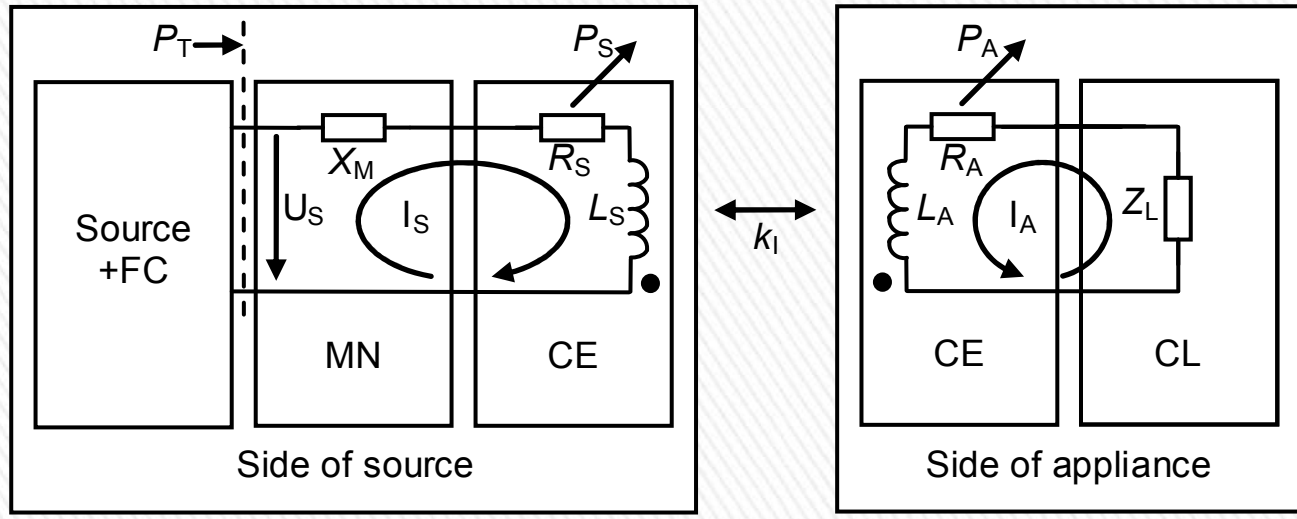 P_T
P_S
P_A
X_M
R_S
R_A
U_S
I_S
L_S
k_I
L_A
I_A
Z_L
Source
+FC
MN
CE
CE
CL
Side of source
Side of appliance